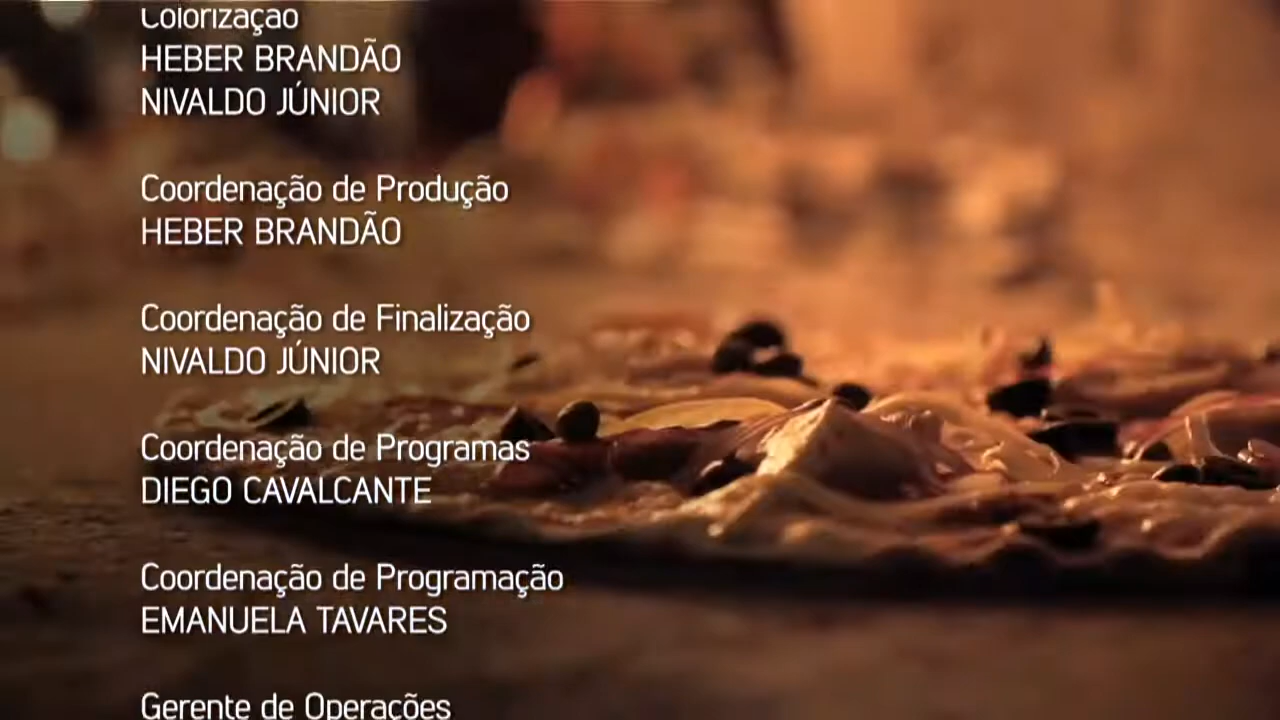 Colorização
HEBER BRANDÃO
NIVALDO JÚNIOR
Coordenação de Produção
HEBER BRANDÃO
Coordenação de Finalização
NIVALDO JÚNIOR
Coordenação de Programas
DIEGO CAVALCANTE
Coordenação de Programação
EMANUELA TAVARES
Gerente de Operações